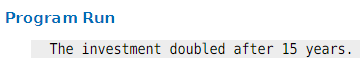 Program Run
The investment doubled after 15 years.